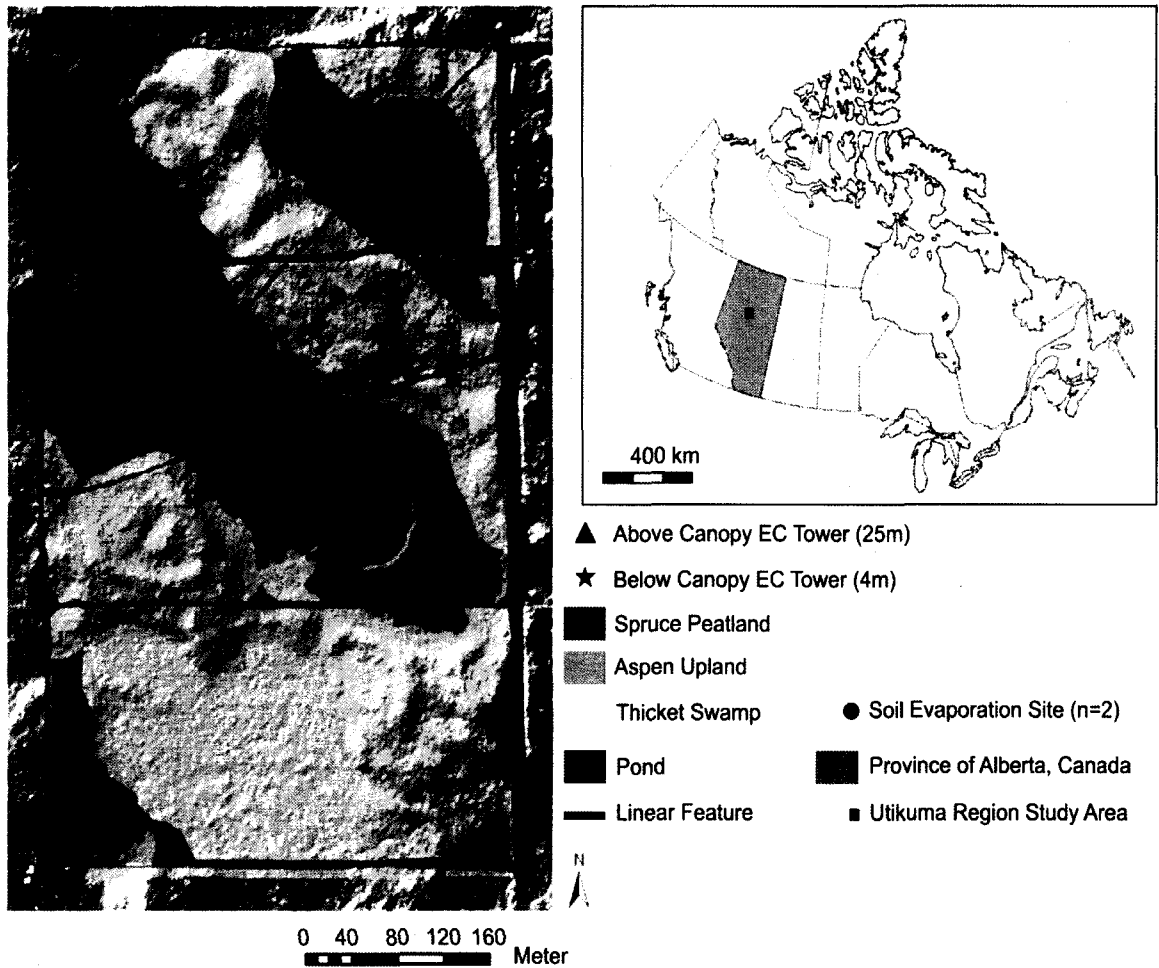 400 km
Above Canopy EC Tower (25m)
Below Canopy EC Tower (4m)
Spruce Peatland
Aspen Upland
Thicket Swamp
Soil Evaporation Site (n=2)
Pond
Province of Alberta, Canada
Linear Feature
Utikuma Region Study Area
N
0 40 80 120 160
Meter